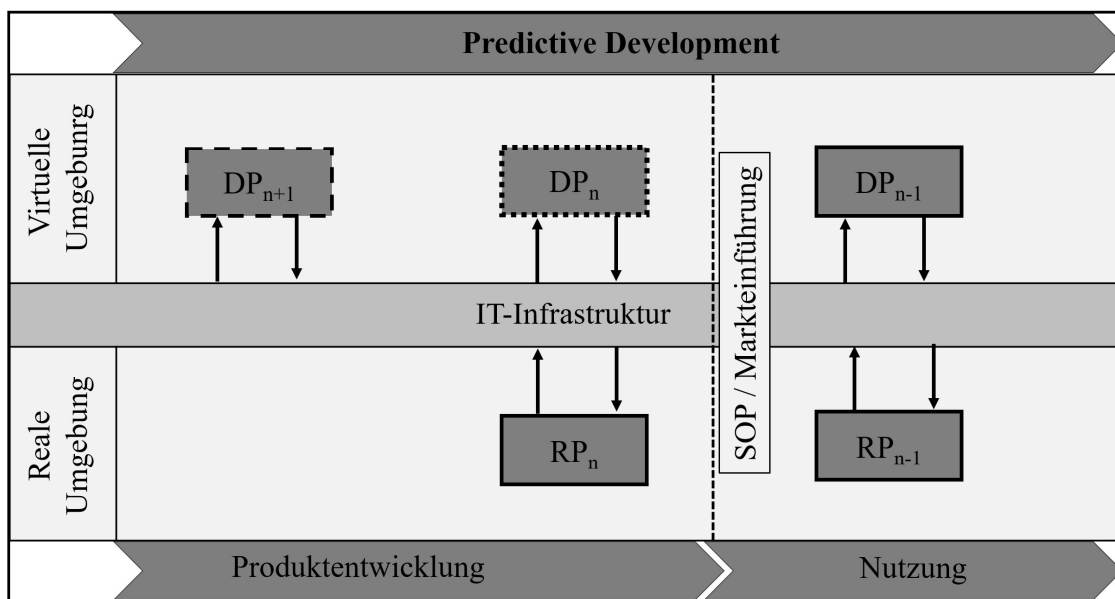 Predictive Development
Virtuelle
Umgebunrg
DPn+1
DPn
DPn-1
IT-Infrastruktur
SOP / Markteinführung
Reale
Umgebung
RPn
RPn-1
Produktentwicklung
Nutzung